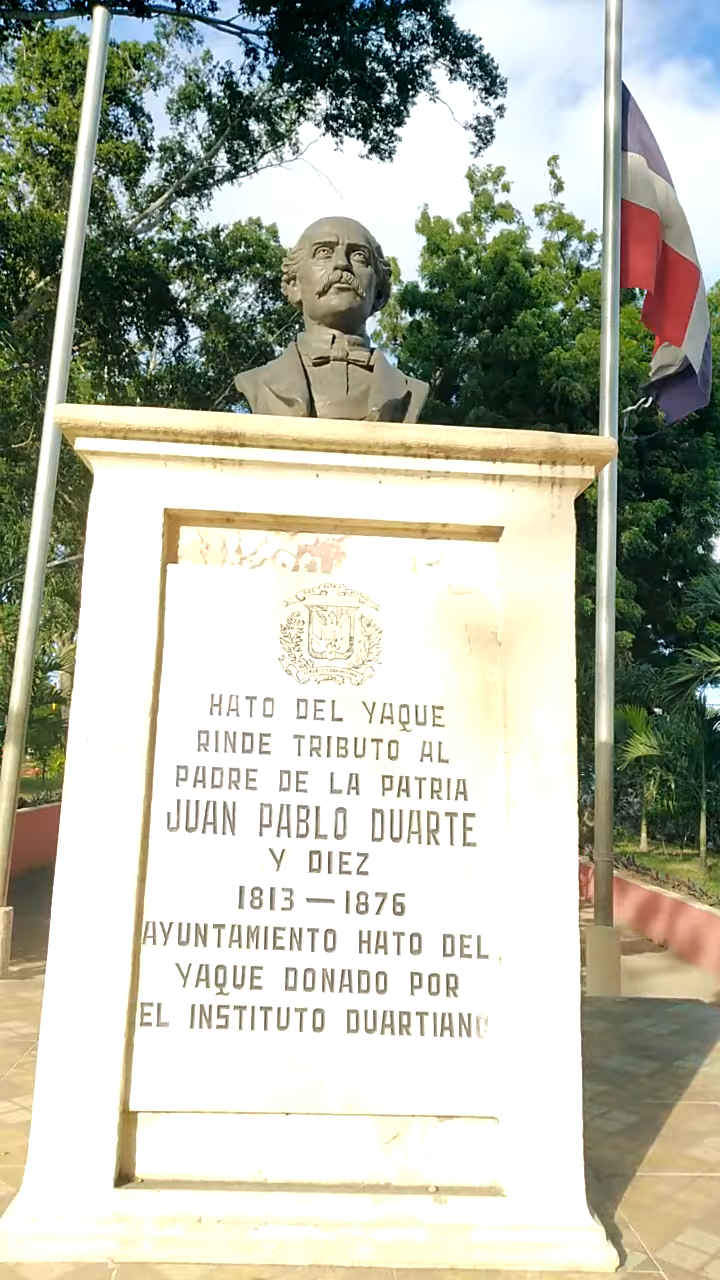 HATO DEL YAQUE
RINDE TRIBUTO AL
PADRE DE LA PATRIA
JUAN PABLO DUARTE
Y DIEZ
1813 — 1876
AYUNTAMIENTO HATO DEL
YAQUE DONADO POR
EL INSTITUTO DUARTIANO